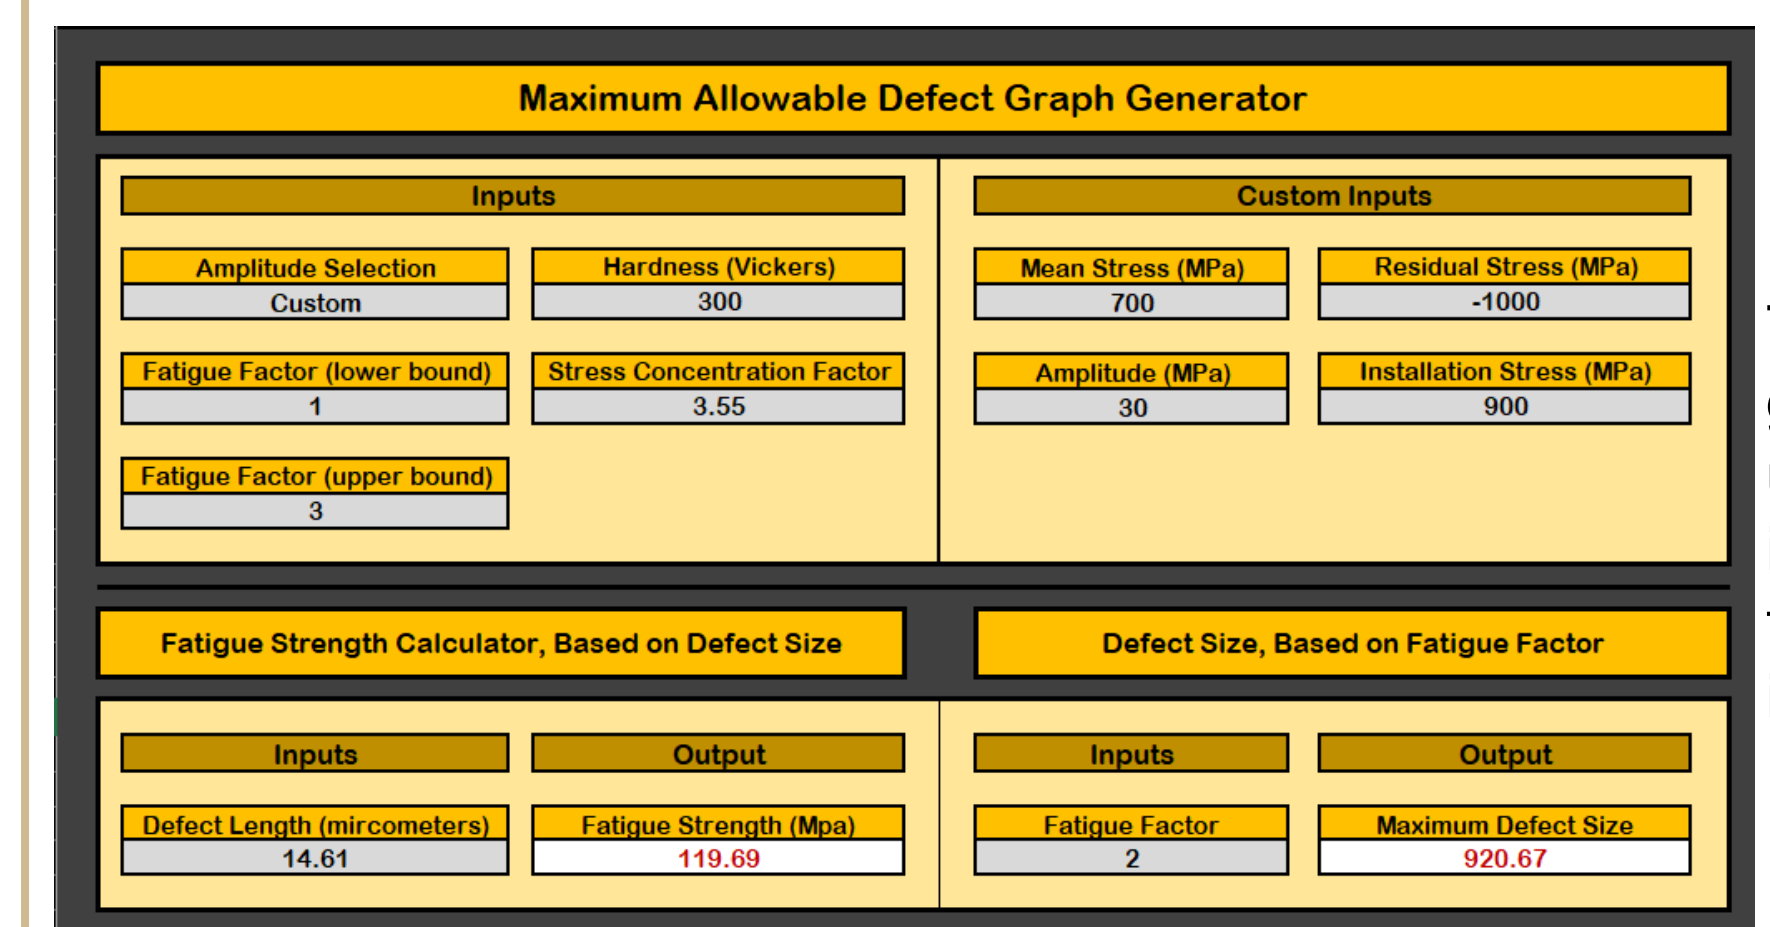 Maximum Allowable Defect Graph Generator
Inputs
Custom Inputs
Amplitude Selection
Hardness (Vickers)
Mean Stress (MPa)
Residual Stress (MPa)
Custom
300
700
-1000
Fatigue Factor (lower bound)
Stress Concentration Factor
Amplitude (MPa)
Installation Stress (MPa)
1
3.55
30
900
Fatigue Factor (upper bound)
3
Fatigue Strength Calculator, Based on Defect Size
Defect Size, Based on Fatigue Factor
Inputs
Output
Inputs
Output
Defect Length (mircometers)
Fatigue Strength (Mpa)
Fatigue Factor
Maximum Defect Size
14.61
119.69
2
920.67